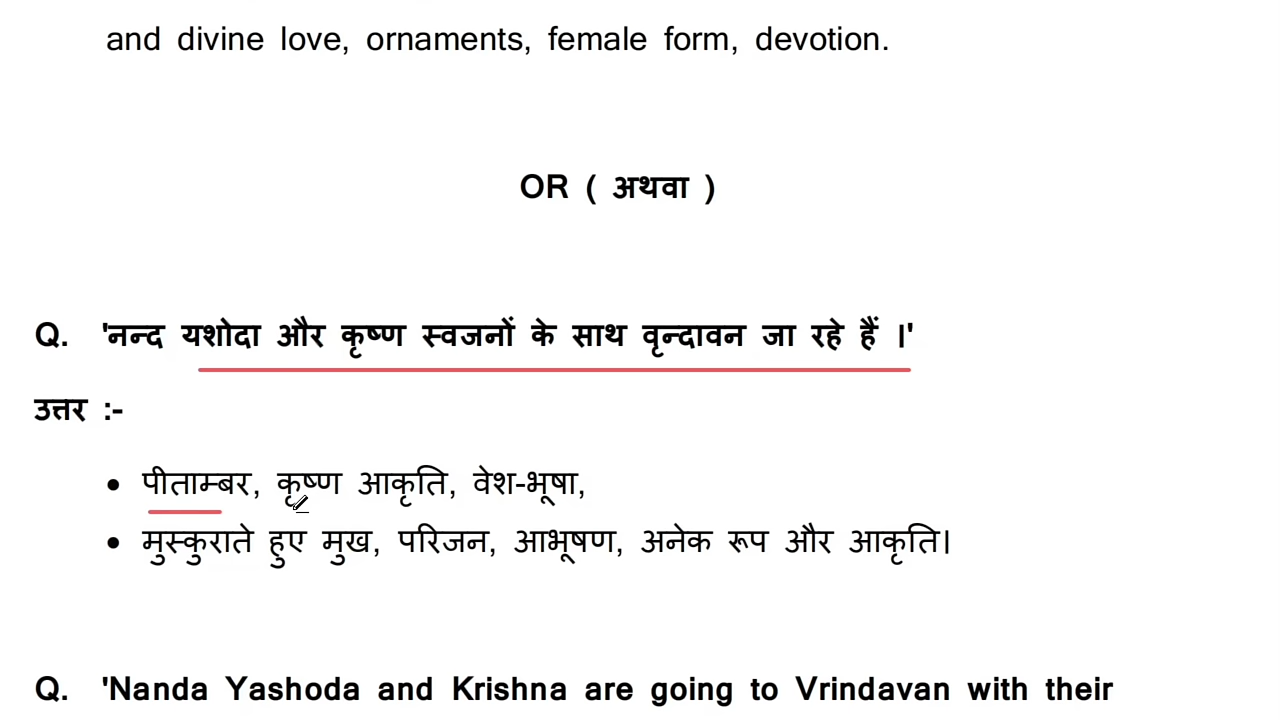 and divine love, ornaments, female form, devotion.
OR ( अथवा )
Q. 'नन्द यशोदा और कृष्ण स्वजनों के साथ वृन्दावन जा रहे हैं ।'
उत्तर :-
• पीताम्बर, कृष्ण आकृति, वेश-भूषा,
• मुस्कुराते हुए मुख, परिजन, आभूषण, अनेक रूप और आकृति।
Q. 'Nanda Yashoda and Krishna are going to Vrindavan with their